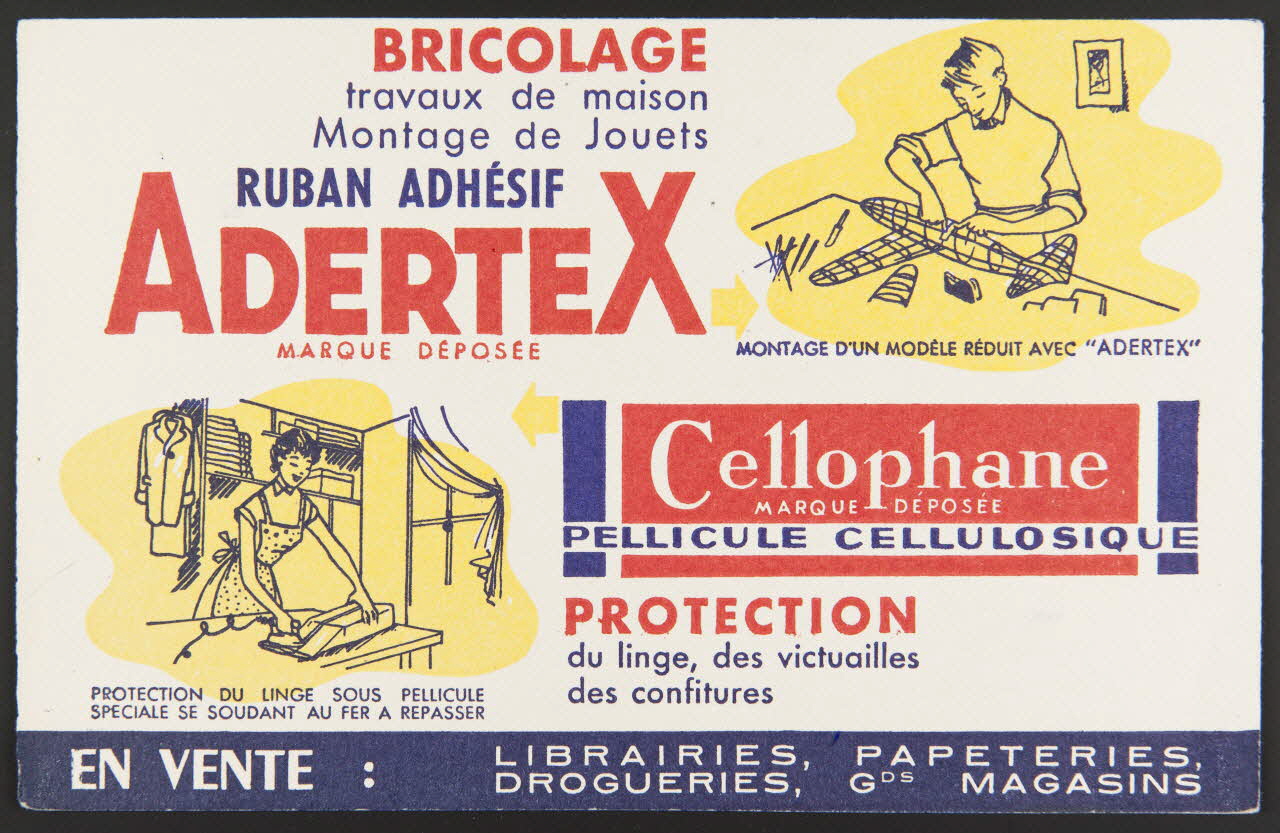 BRICOLAGE
travaux de maison
Montage de Jouets
RUBAN ADHÉSIF
ADERTEX
MARQUE DÉPOSÉE
MONTAGE D'UN MODÈLE RÉDUIT AVEC "ADERTEX"
Cellophane
MARQUE DÉPOSÉE
PELLICULE CELLULOSIQUE
PROTECTION
du linge, des victuailles
des confitures
PROTECTION DU LINGE SOUS PELLICULE
SPECIALE SE SOUDANT AU FER A REPASSER
EN VENTE : LIBRAIRIES, PAPETERIES,
DROGUERIES, GDS MAGASINS